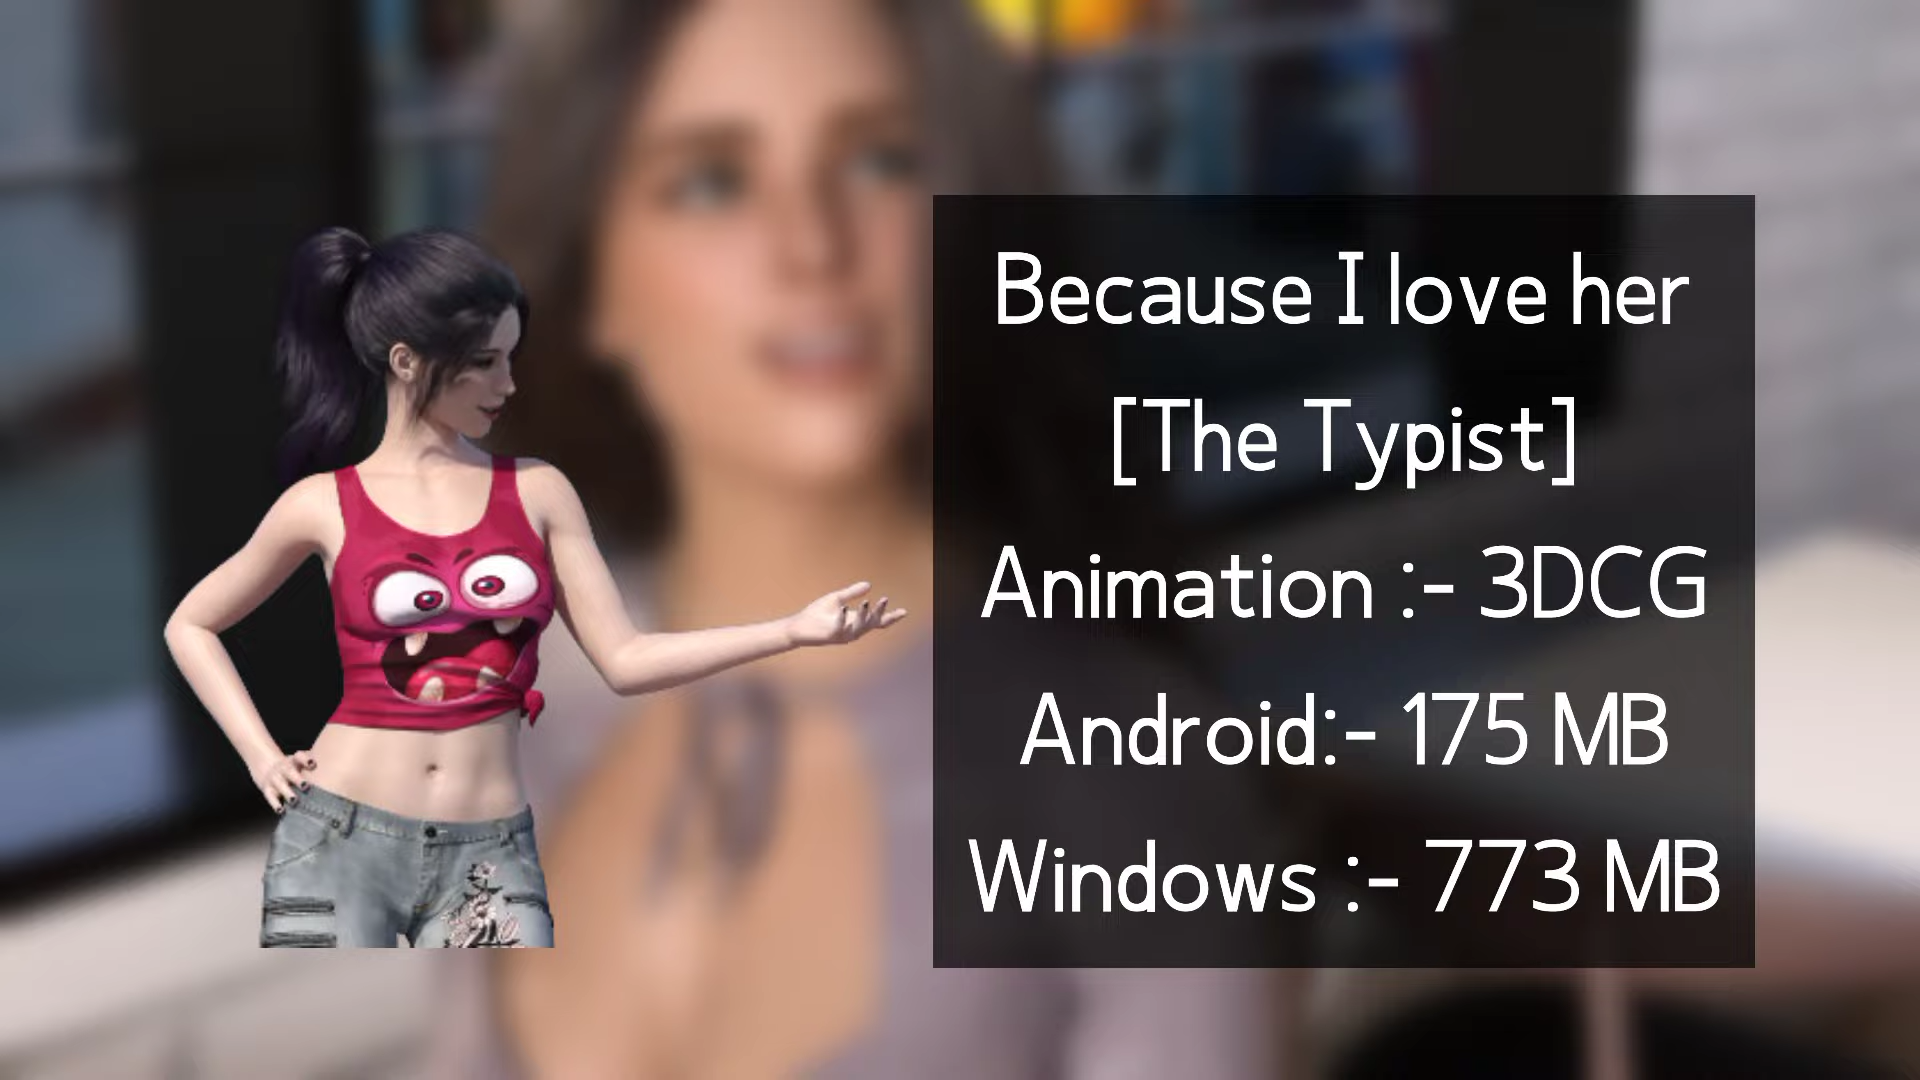 Because I love her
[The Typist]
Animation :- 3DCG
Android:- 175 MB
Windows :- 773 MB